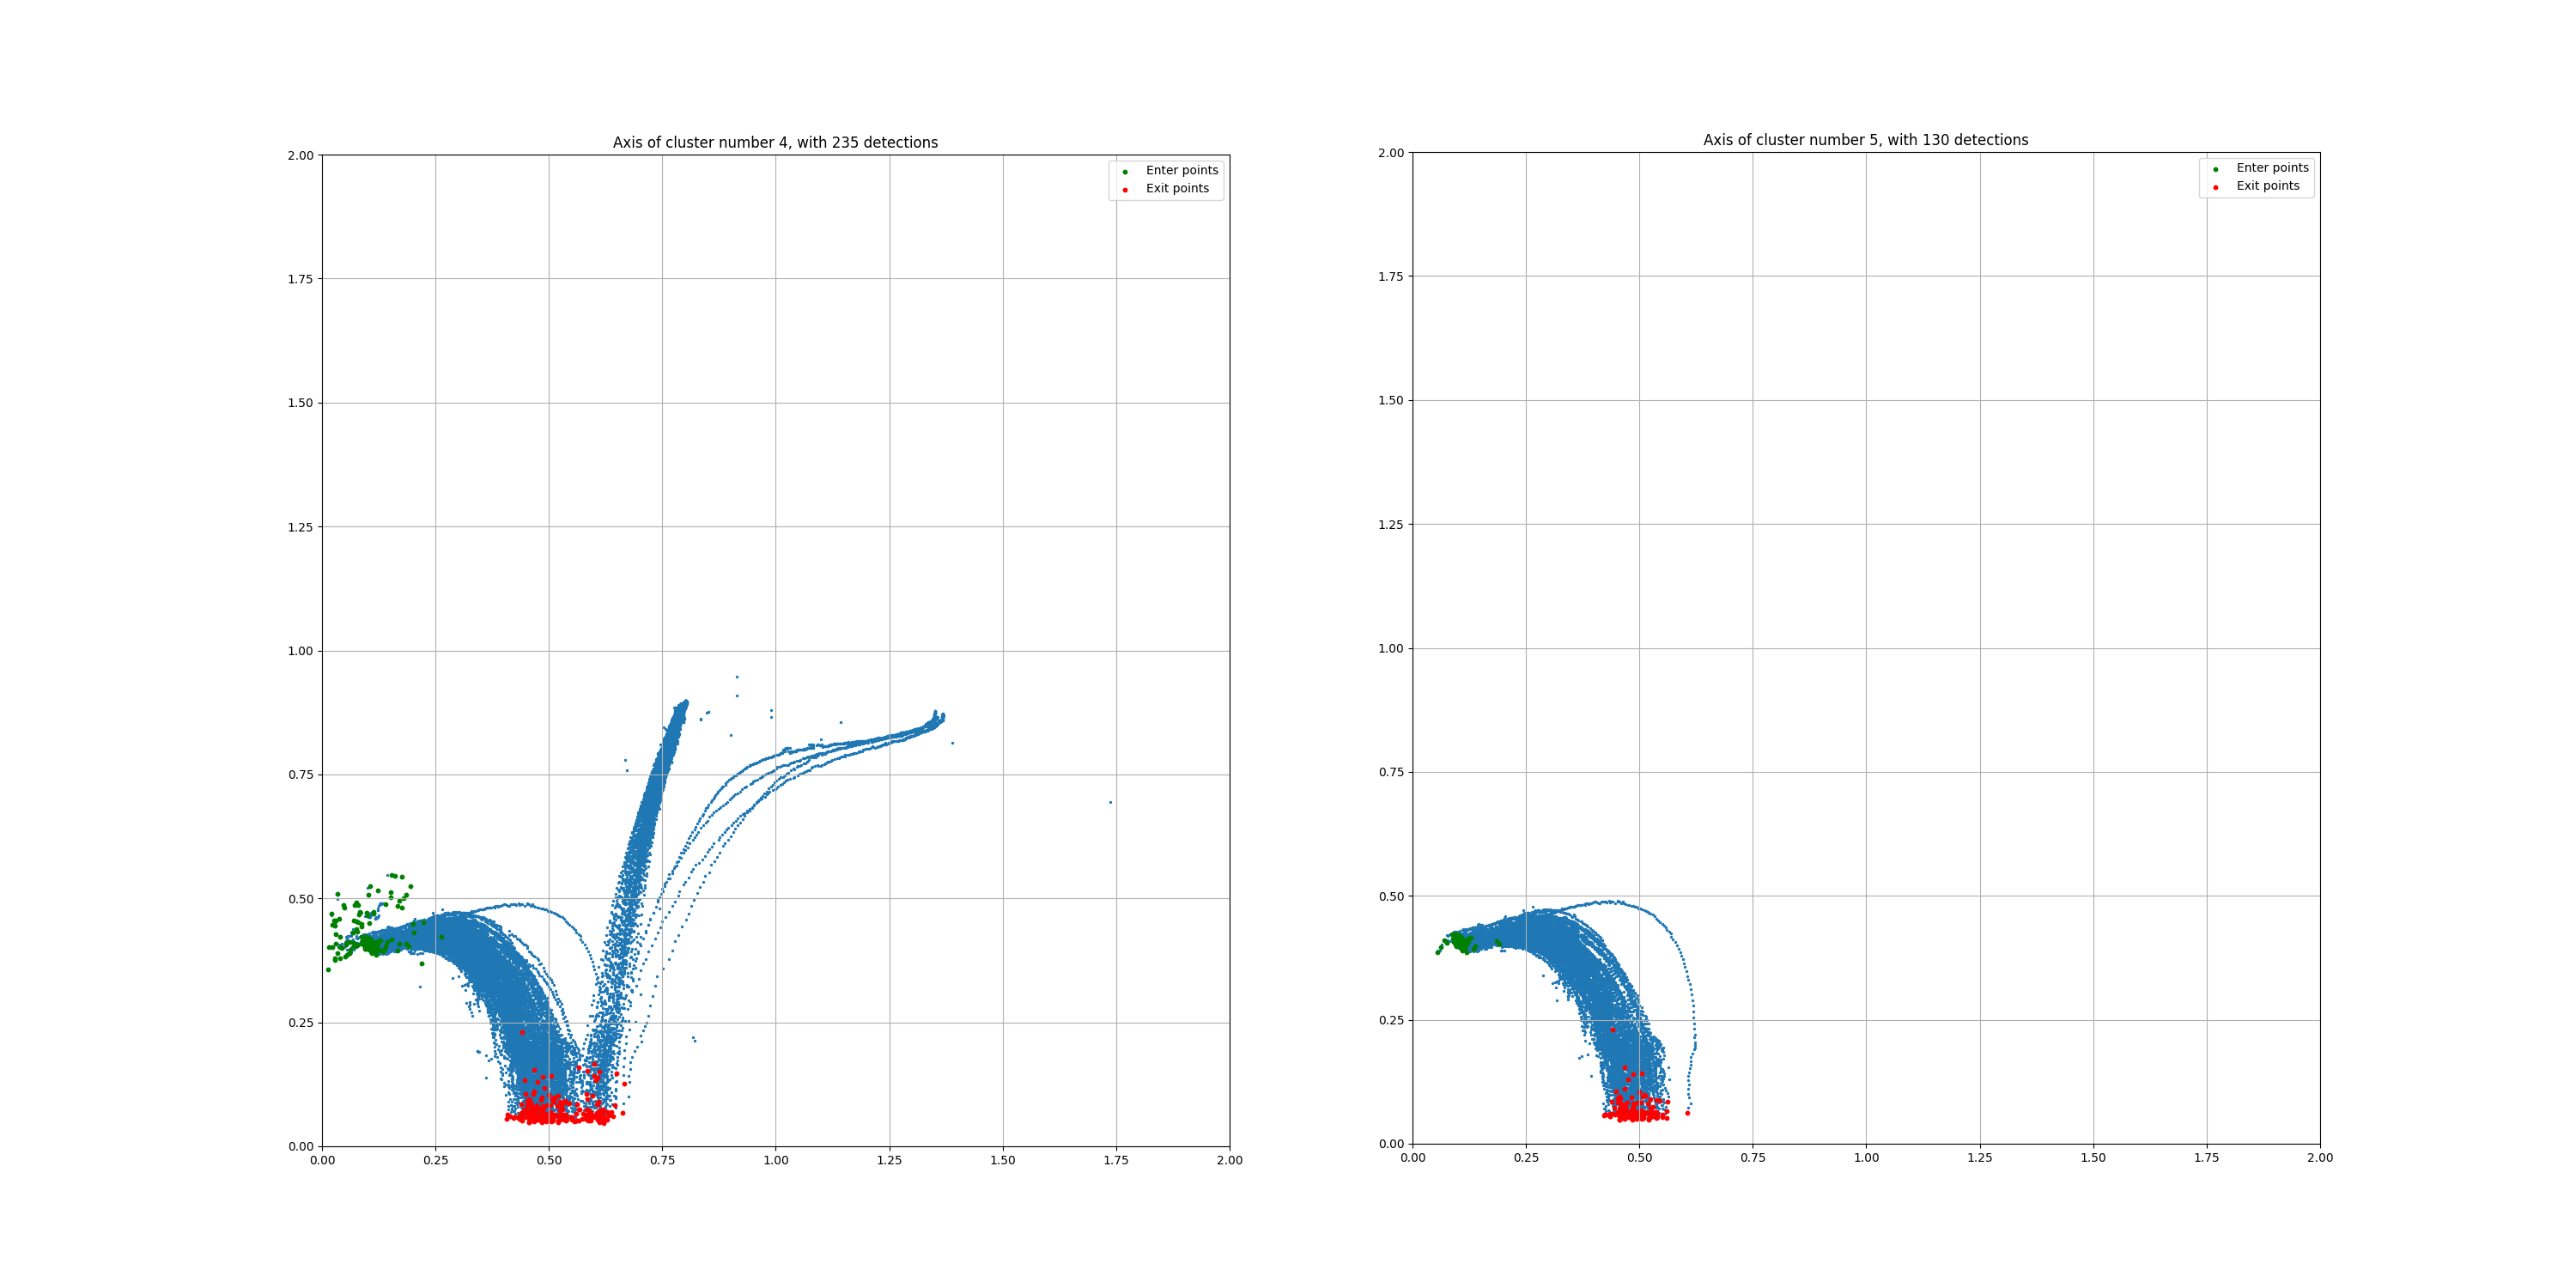 Axis of cluster number 4, with 235 detections
Enter points
Exit points
2.00
1.75
1.50
1.25
1.00
0.75
0.50
0.25
0.00
0.00 0.25 0.50 0.75 1.00 1.25 1.50 1.75 2.00
Axis of cluster number 5, with 130 detections
Enter points
Exit points
2.00
1.75
1.50
1.25
1.00
0.75
0.50
0.25
0.00
0.00 0.25 0.50 0.75 1.00 1.25 1.50 1.75 2.00